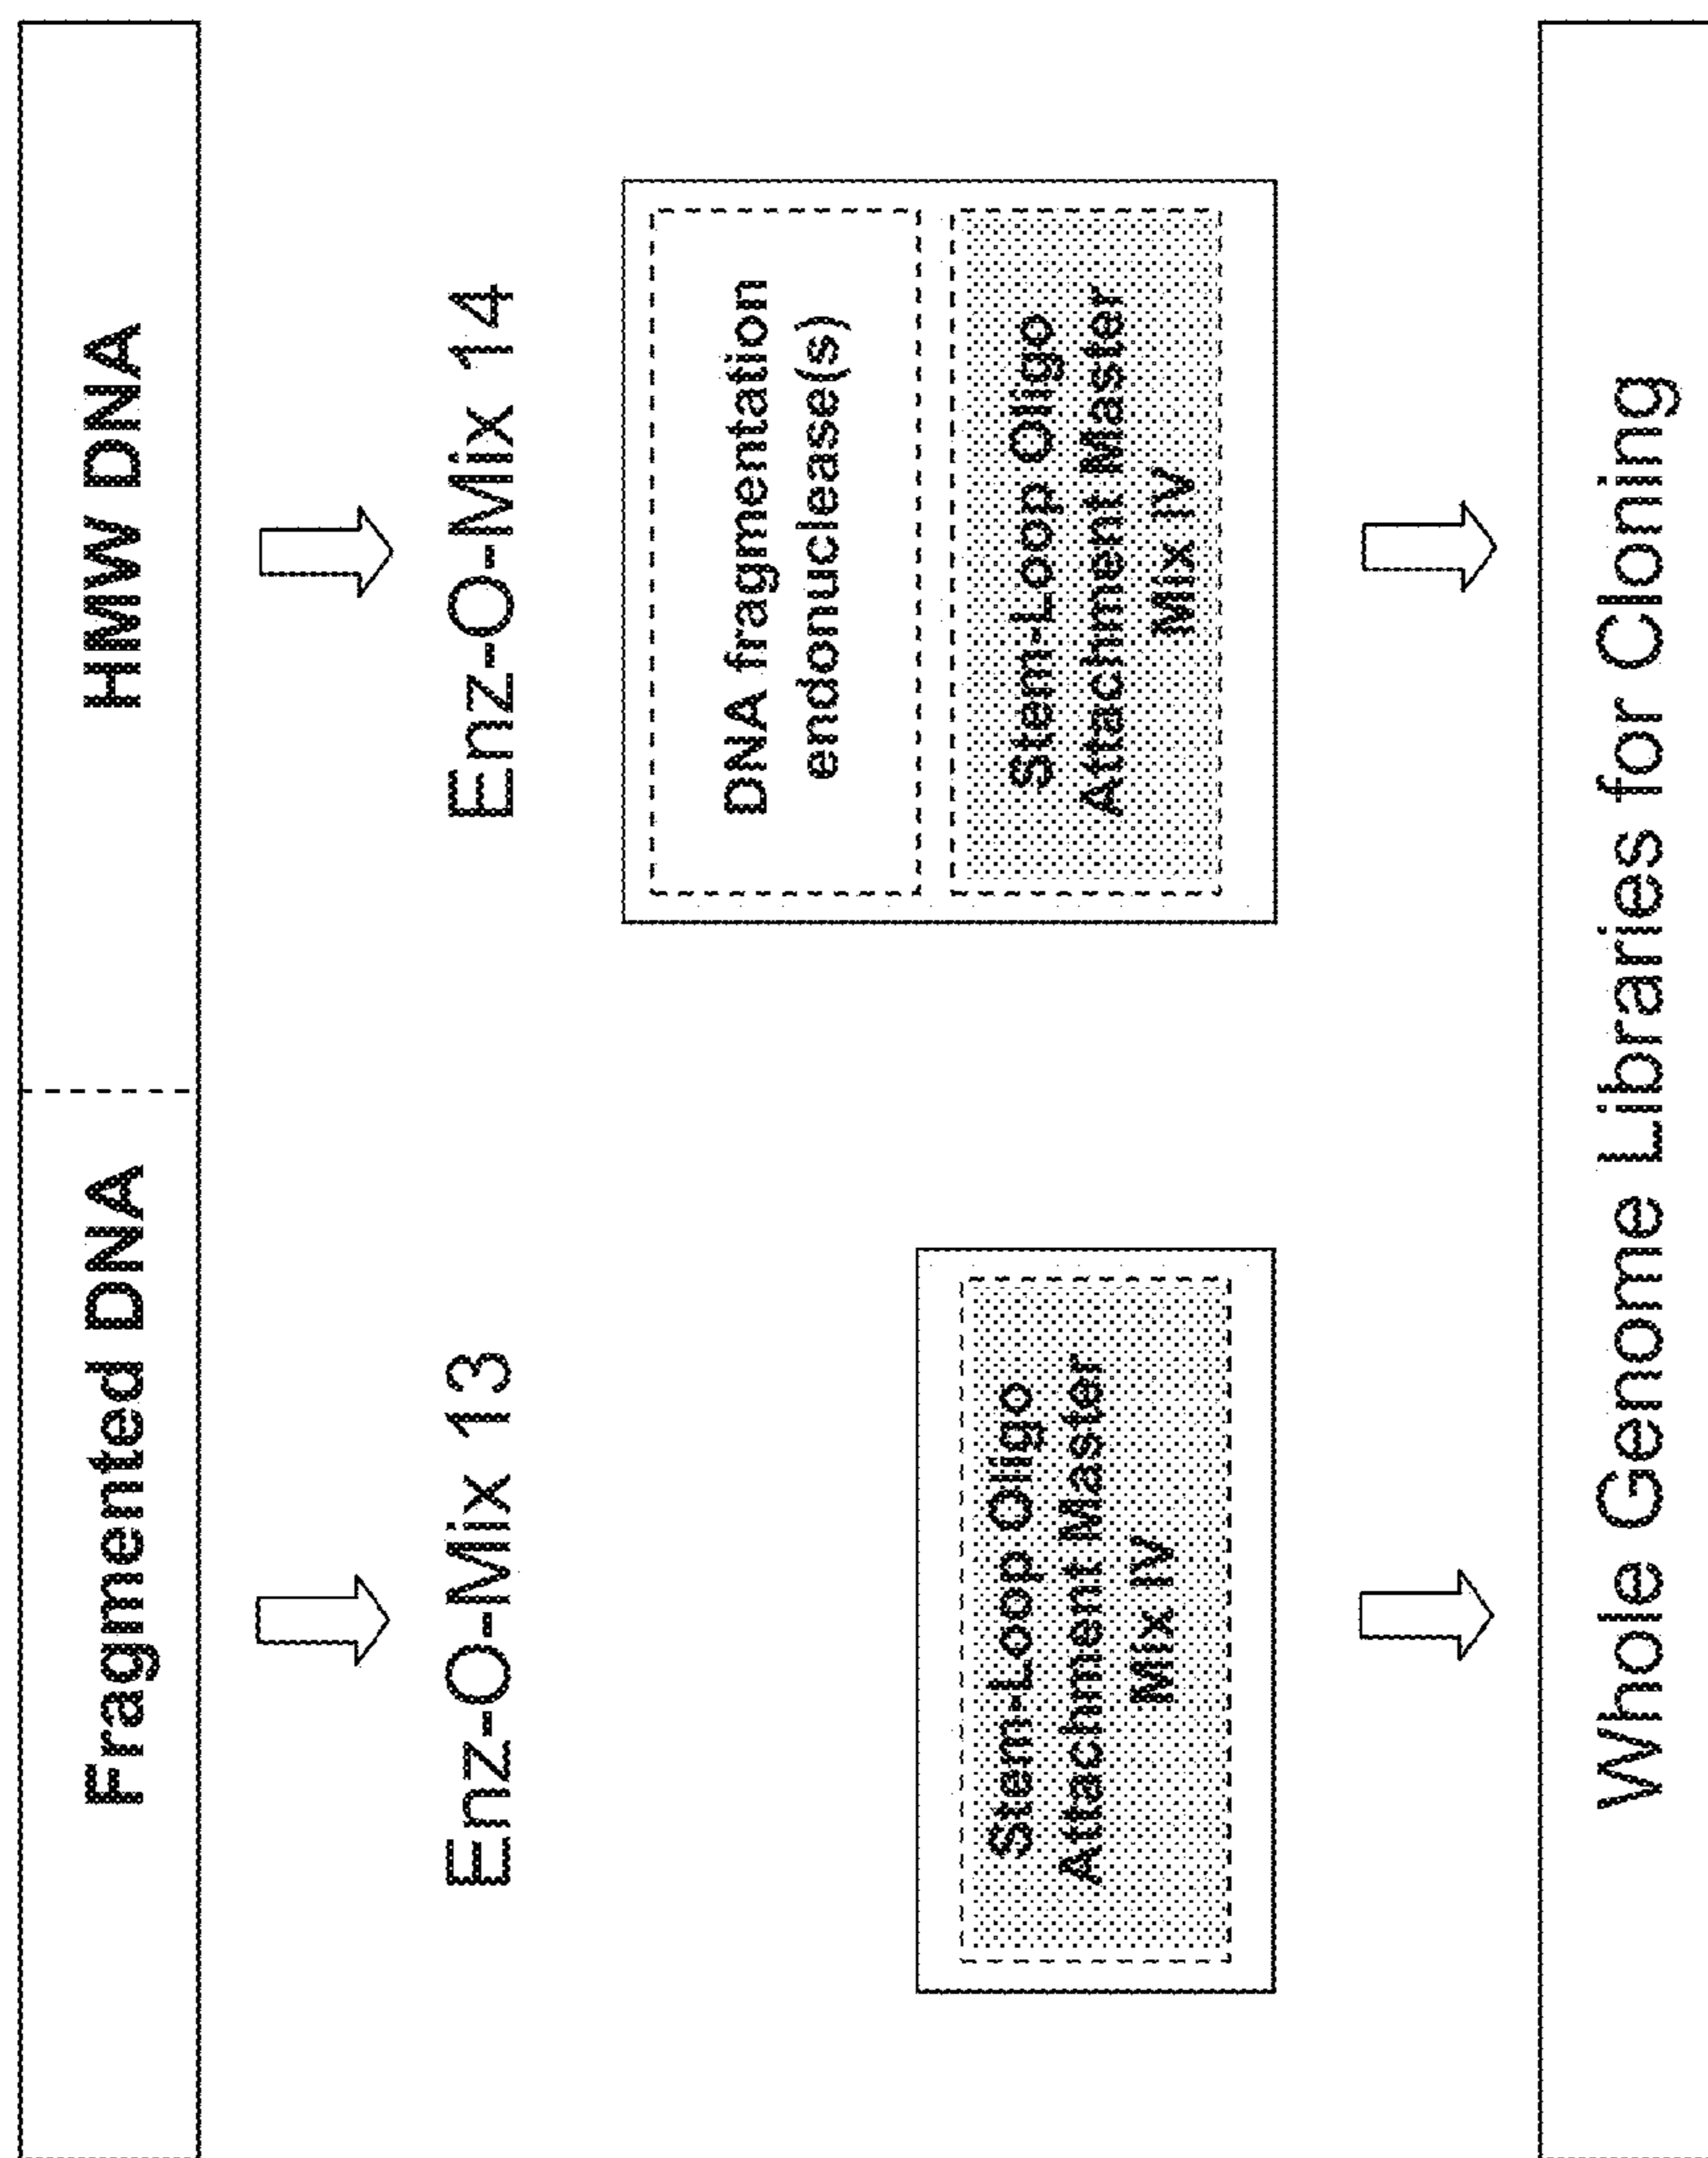 Fragmented DNA
HMW DNA
Enz-O-Mix 13
Enz-O-Mix 14
DNA fragmentation
endonuclease(s)
Stem-Loop Oligo
Attachment Master
Mix IV
Stem-Loop Oligo
Attachment Master
Mix IV
Whole Genome Libraries for Cloning